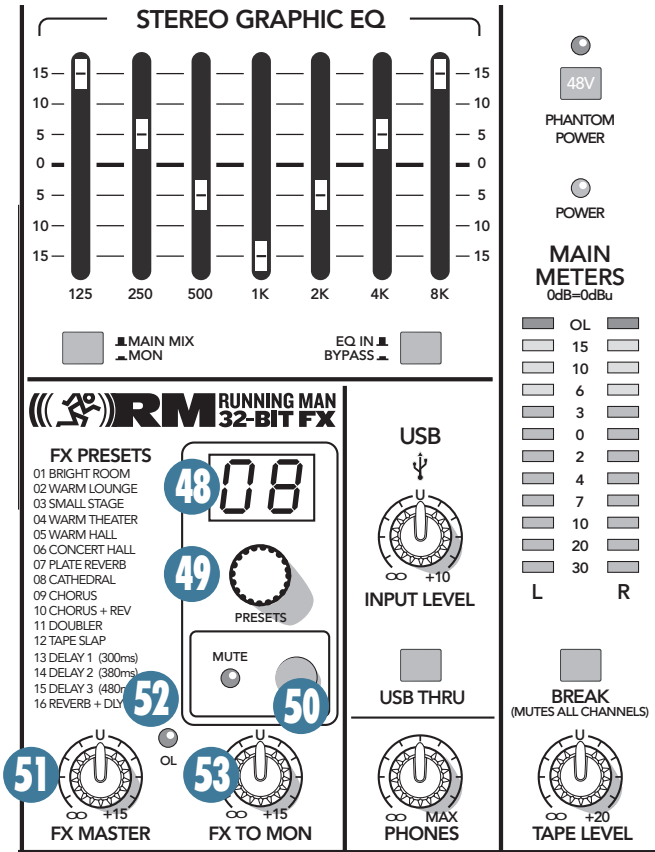 STEREO GRAPHIC EQ
15 15
10 10
5 5
0 0
5 5
10 10
15 15
125 250 500 1K 2K 4K 8K
MAIN MIX
MON
EQ IN
BYPASS
48V
PHANTOM
POWER
POWER
MAIN
METERS
0dB=0dBu
OL
15
10
6
3
0
2
4
7
10
20
30
L R
RM RUNNING MAN
32-BIT FX
FX PRESETS
01 BRIGHT ROOM
02 WARM LOUNGE
03 SMALL STAGE
04 WARM THEATER
05 WARM HALL
06 CONCERT HALL
07 PLATE REVERB
08 CATHEDRAL
09 CHORUS
10 CHORUS + REV
11 DOUBLER
12 TAPE SLAP
13 DELAY 1 (300ms)
14 DELAY 2 (380ms)
15 DELAY 3 (480m
16 REVERB + DLY
48
08
49
PRESETS
MUTE
50
52
OL
51
U
∞ +15
FX MASTER
53
U
∞ +15
FX TO MON
USB
U
∞ +10
INPUT LEVEL
USB THRU
U
∞ MAX
PHONES
BREAK
(MUTES ALL CHANNELS)
U
∞ +20
TAPE LEVEL